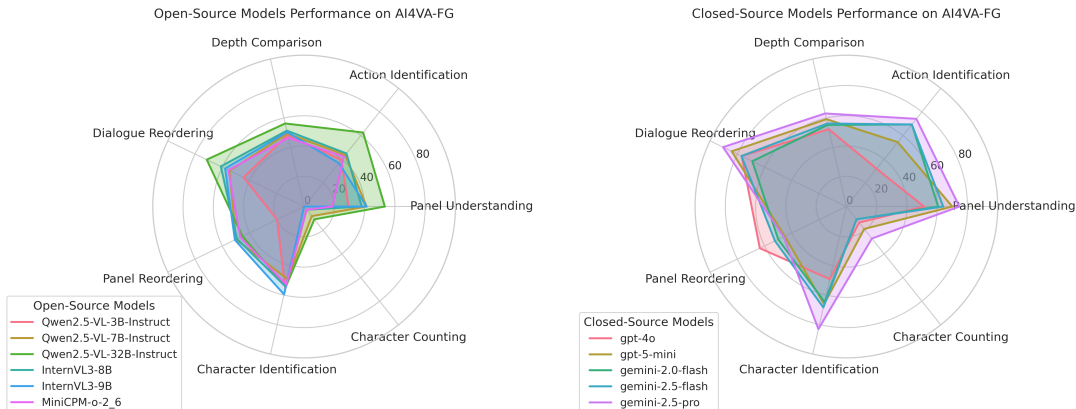 Open-Source Models Performance on AI4VA-FG
Depth Comparison
Action Identification
Dialogue Reordering
80
60
40
20
0
Panel Understanding
Panel Reordering
Character Counting
Character Identification
Open-Source Models
Qwen2.5-VL-3B-Instruct
Qwen2.5-VL-7B-Instruct
Qwen2.5-VL-32B-Instruct
InternVL3-8B
InternVL3-9B
MiniCPM-o-2_6
Closed-Source Models Performance on AI4VA-FG
Depth Comparison
Action Identification
Dialogue Reordering
80
60
40
20
0
Panel Understanding
Panel Reordering
Character Counting
Character Identification
Closed-Source Models
gpt-4o
gpt-5-mini
gemini-2.0-flash
gemini-2.5-flash
gemini-2.5-pro